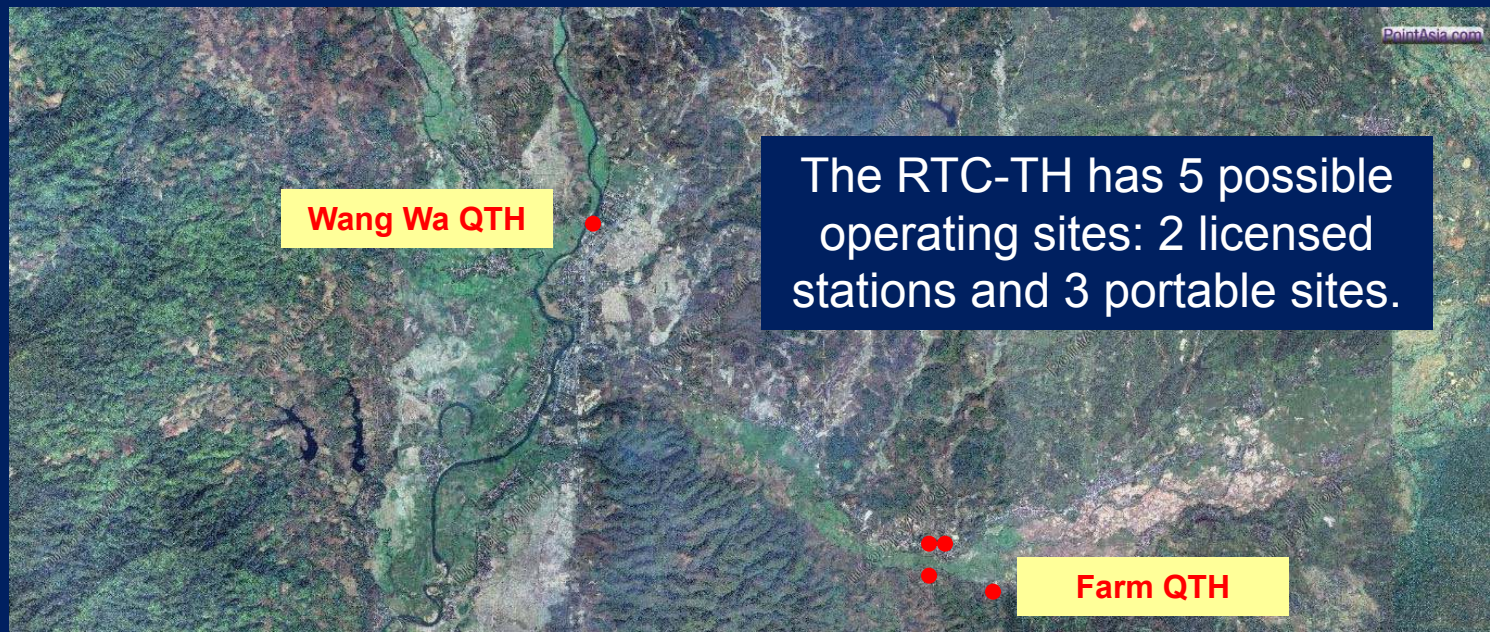 PointAsia.com
The RTC-TH has 5 possible
operating sites: 2 licensed
stations and 3 portable sites.
Wang Wa QTH
Farm QTH